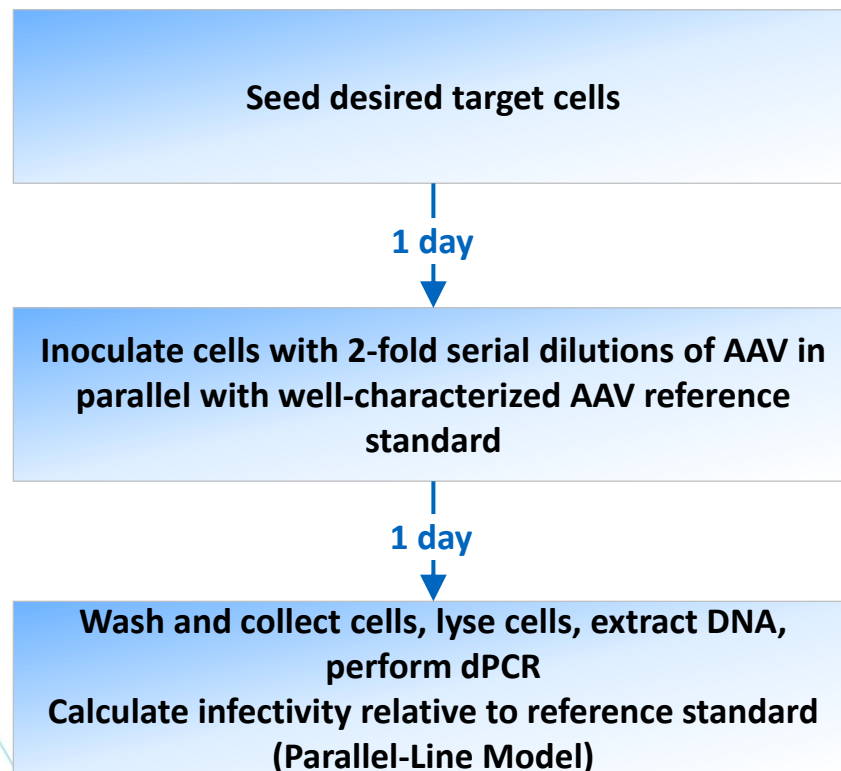 Seed desired target cells
1 day
Inoculate cells with 2-fold serial dilutions of AAV in
parallel with well-characterized AAV reference
standard
1 day
Wash and collect cells, lyse cells, extract DNA,
perform dPCR
Calculate infectivity relative to reference standard
(Parallel-Line Model)